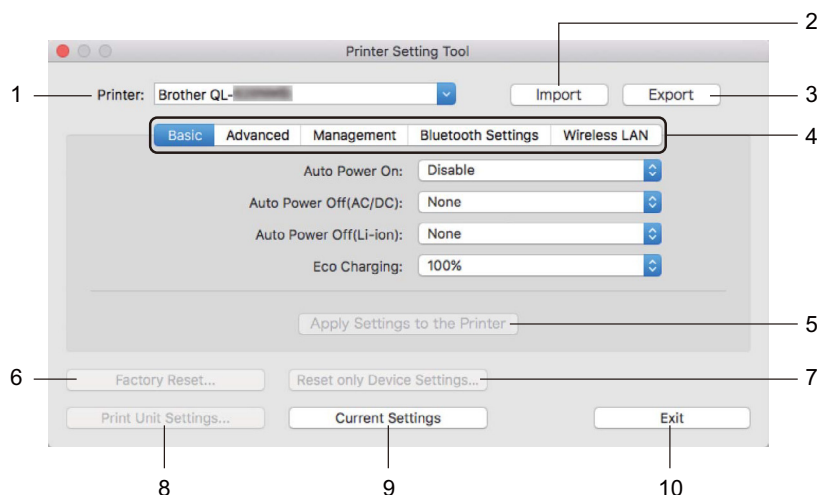 2
Printer Setting Tool
1 Printer: Brother QL- Import Export 3
Basic Advanced Management Bluetooth Settings Wireless LAN 4
Auto Power On: Disable
Auto Power Off(AC/DC): None
Auto Power Off(Li-ion): None
Eco Charging: 100%
Apply Settings to the Printer 5
6 Factory Reset... Reset only Device Settings... 7
Print Unit Settings... Current Settings Exit
8 9 10